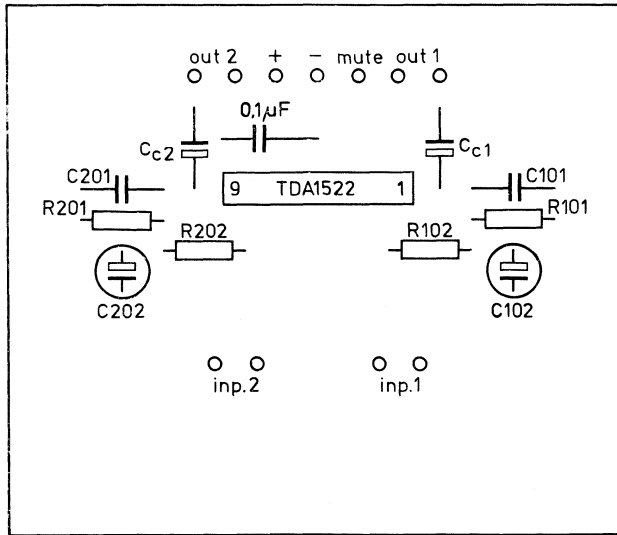 out 2 + − mute out 1
0,1µF
Cc2
Cc1
C201
C101
9 TDA1522 1
R201
R101
R202
R102
C202
C102
inp.2
inp.1